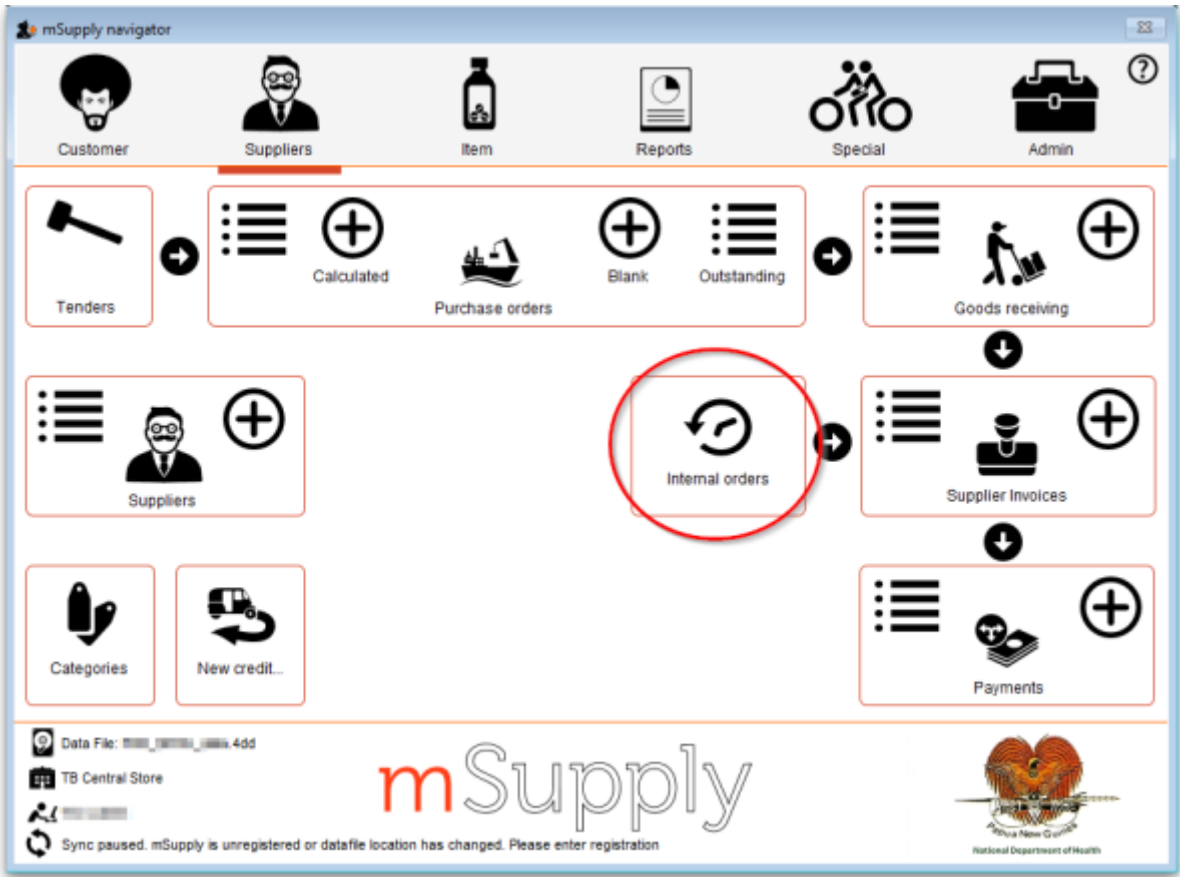 mSupply navigator
Customer
Suppliers
Item
Reports
Special
Admin
?
Tenders
Calculated
Blank
Outstanding
Purchase orders
Goods receiving
Suppliers
Internal orders
Supplier Invoices
Categories
New credit...
Payments
Data File:
.4dd
TB Central Store
Sync paused. mSupply is unregistered or datafile location has changed. Please enter registration
mSupply
Papua New Guinea
National Department of Health